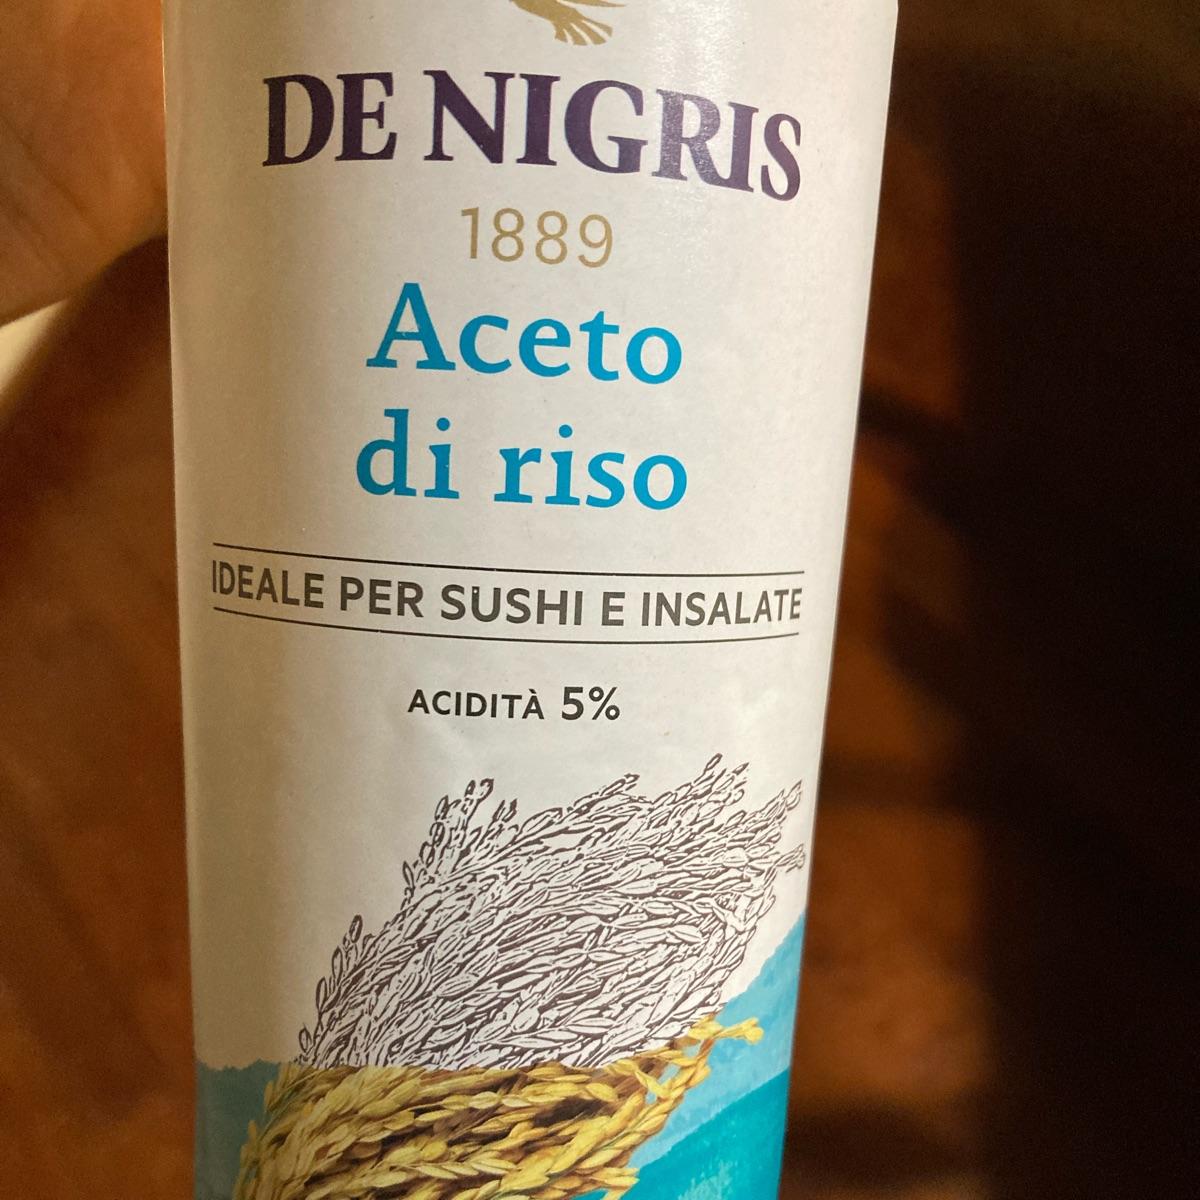 DE NIGRIS
1889
Aceto
di riso
IDEALE PER SUSHI E INSALATE
ACIDITÀ 5%